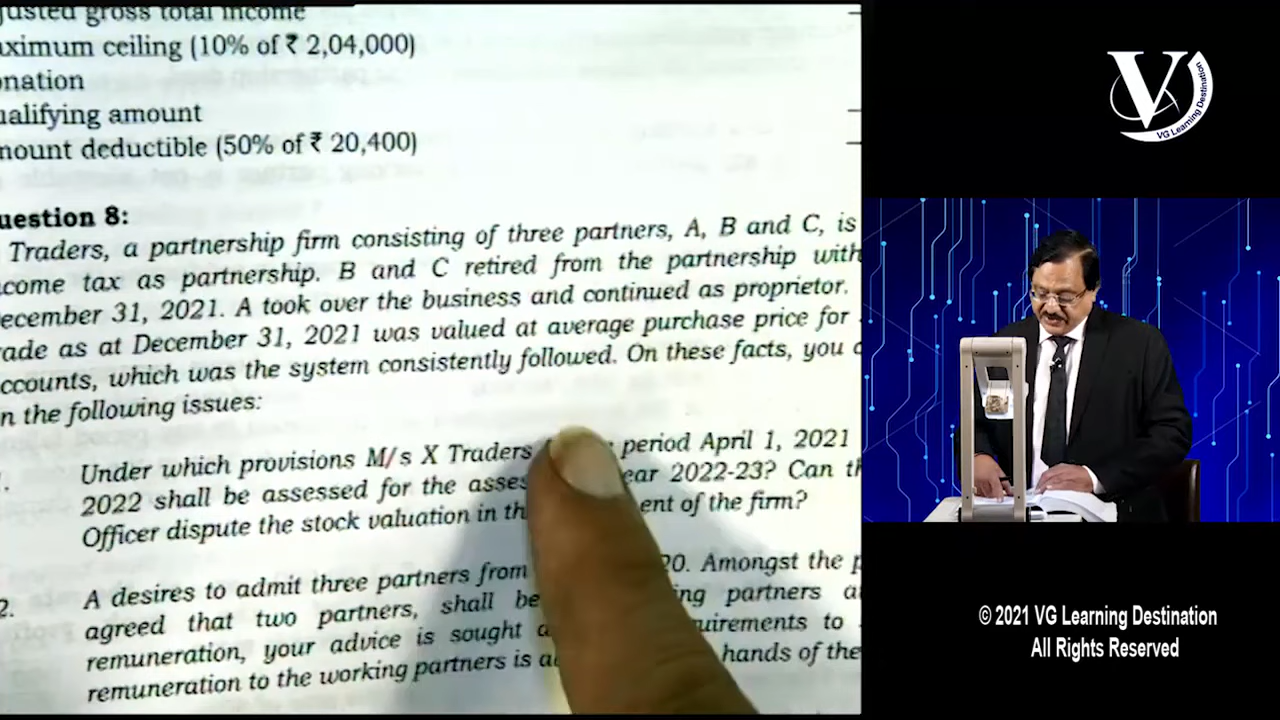 justed gross total income
aximum ceiling (10% of ₹ 2,04,000)
onation
ualifying amount
nount deductible (50% of ₹ 20,400)
uestion 8:
Traders, a partnership firm consisting of three partners, A, B and C, is
come tax as partnership. B and C retired from the partnership with
ecember 31, 2021. A took over the business and continued as proprietor.
ade as at December 31, 2021 was valued at average purchase price for
ccounts, which was the system consistently followed. On these facts, you
n the following issues:
Under which provisions M/s X Traders period April 1, 2021
2022 shall be assessed for the asses ear 2022-23? Can th
Officer dispute the stock valuation in th ent of the firm?
2. A desires to admit three partners from 20. Amongst the p
agreed that two partners, shall be ing partners a
remuneration, your advice is sought a uirements to
remuneration to the working partners is a hands of the
V
VG Learning Destination
© 2021 VG Learning Destination
All Rights Reserved